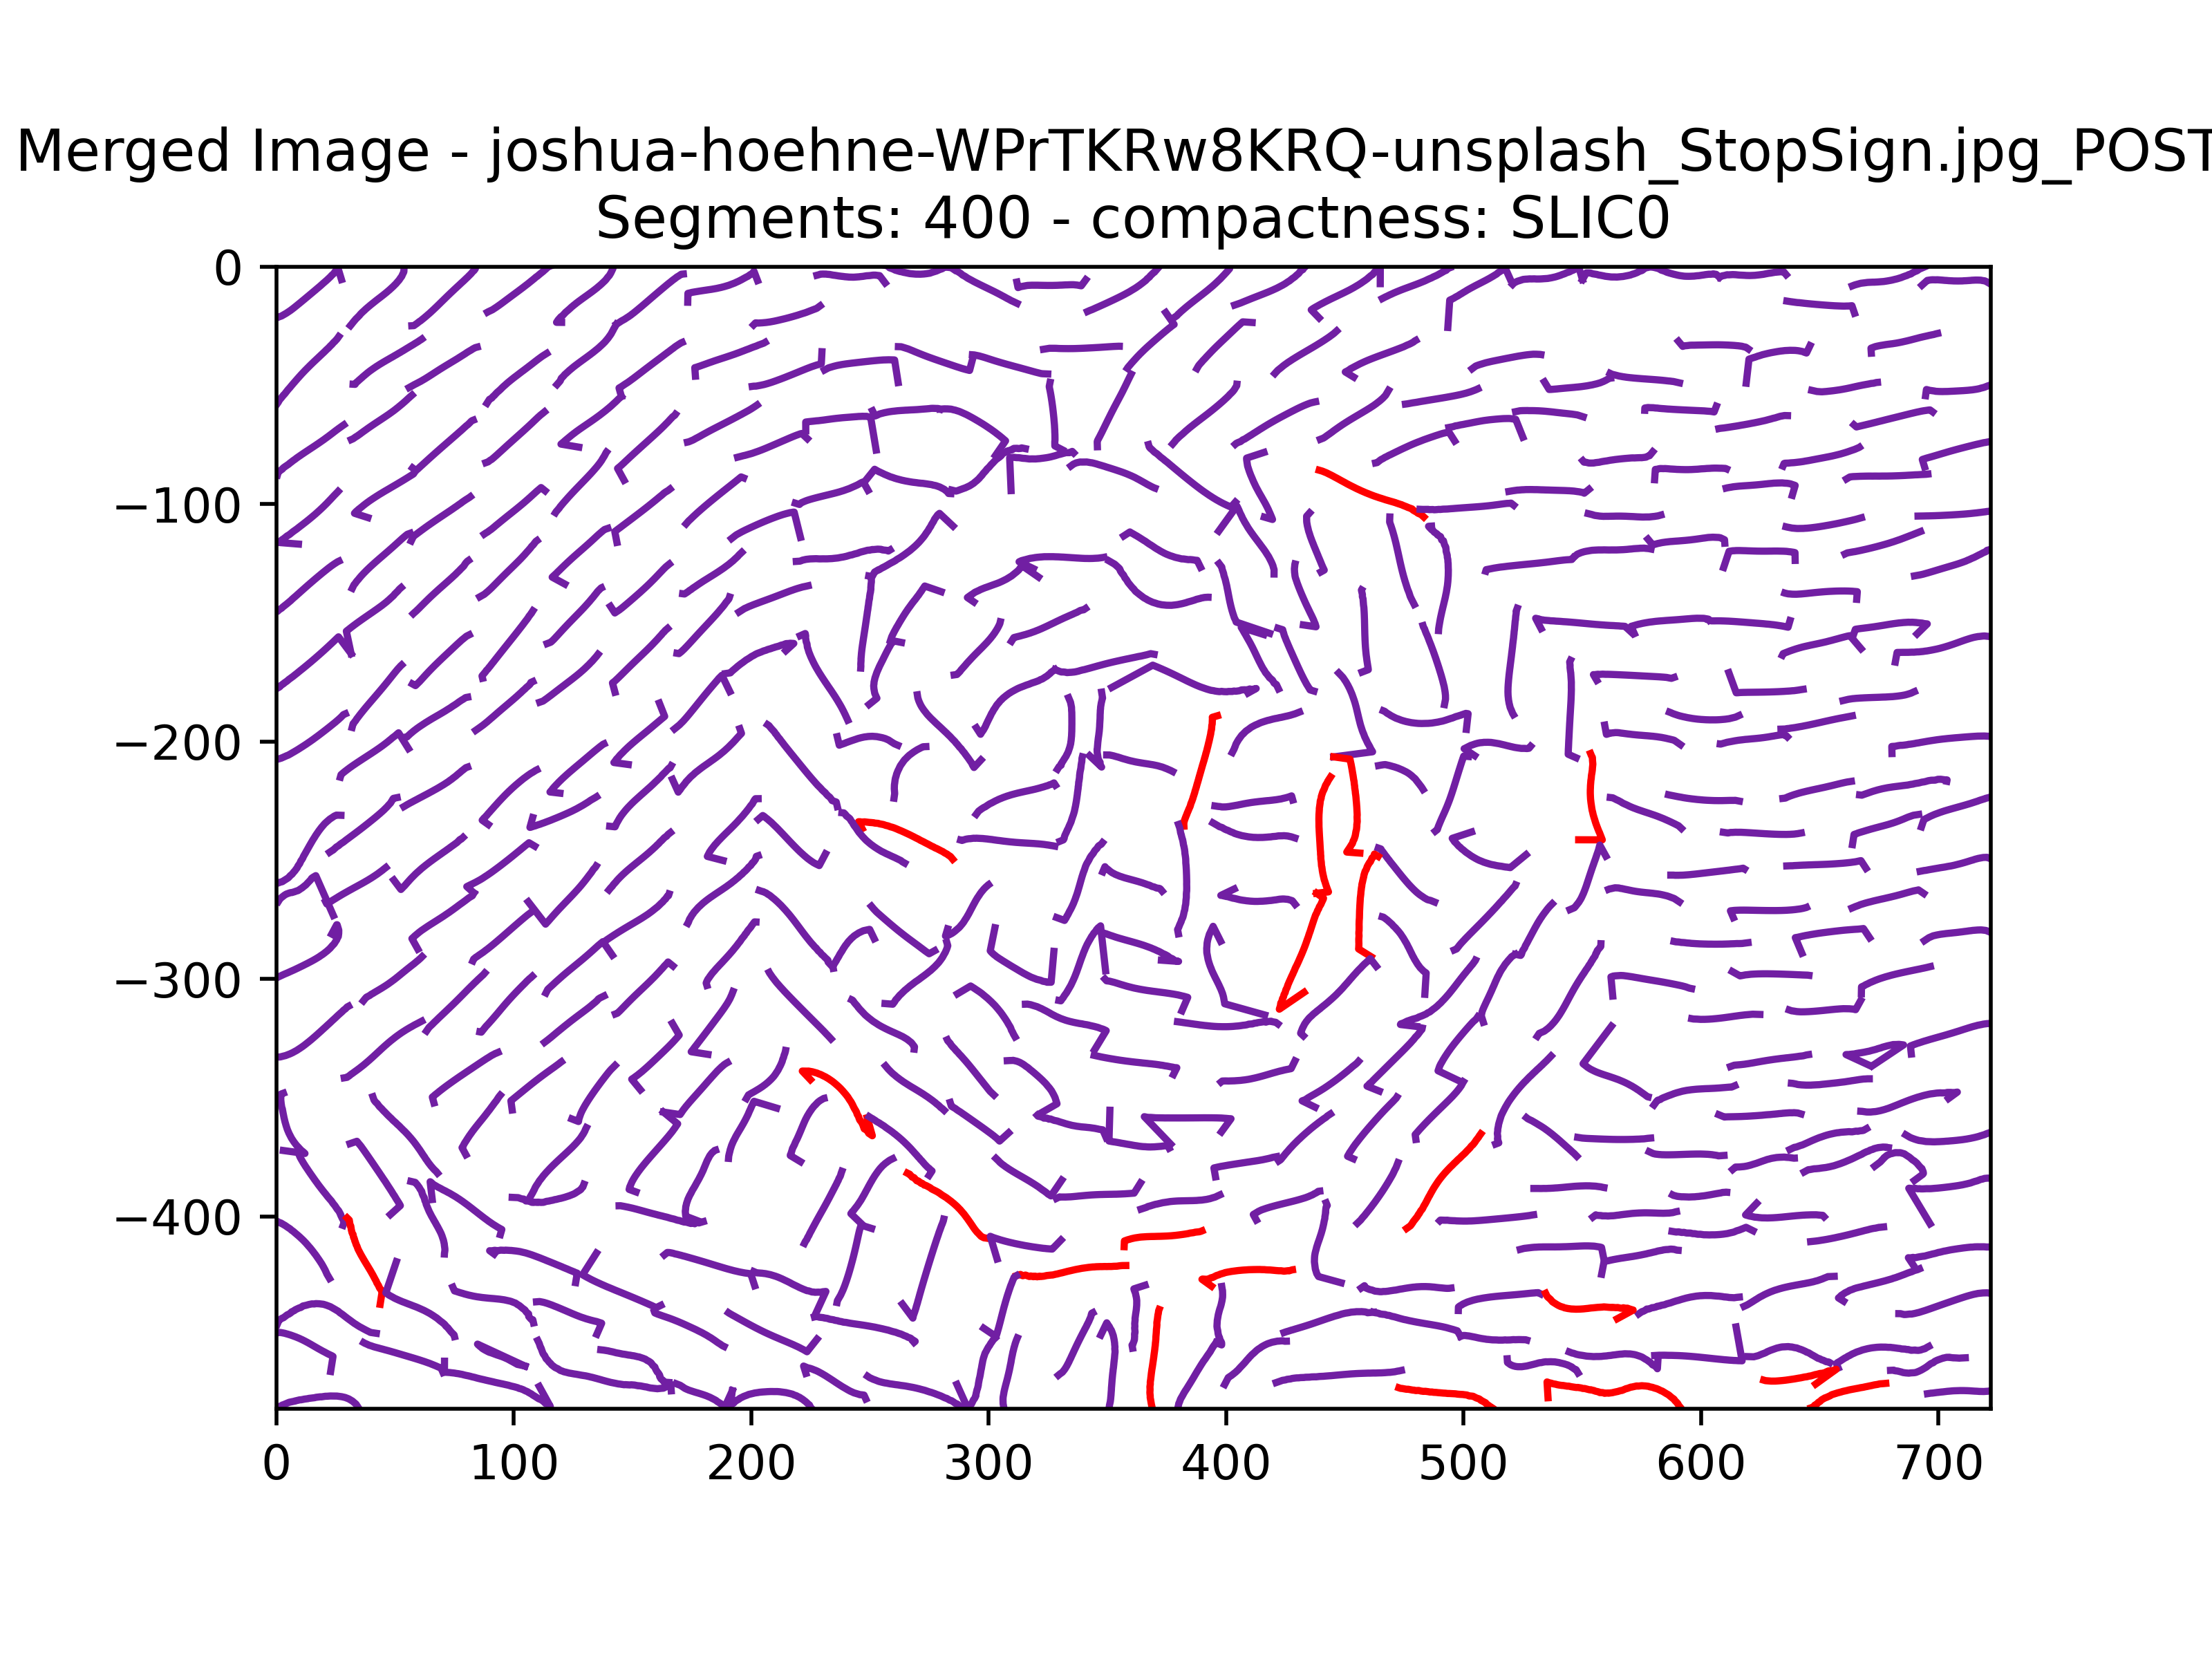 Merged Image - joshua-hoehne-WPrTKRw8KRQ-unsplash_StopSign.jpg_POST
Segments: 400 - compactness: SLIC0
0
−100
−200
−300
−400
0 100 200 300 400 500 600 700